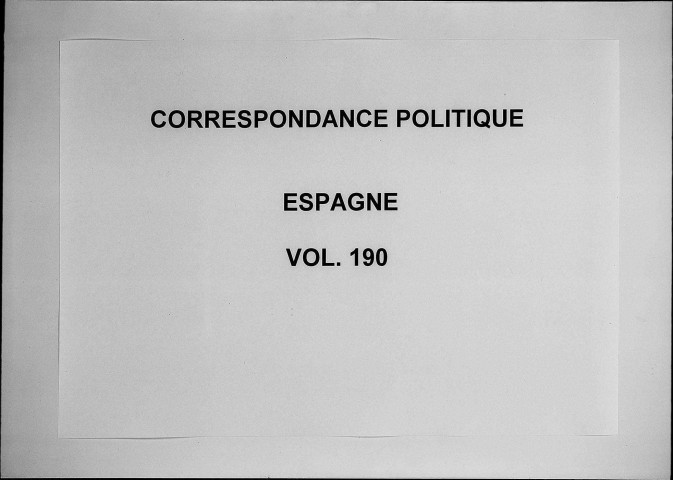 CORRESPONDANCE POLITIQUE
ESPAGNE
VOL. 190